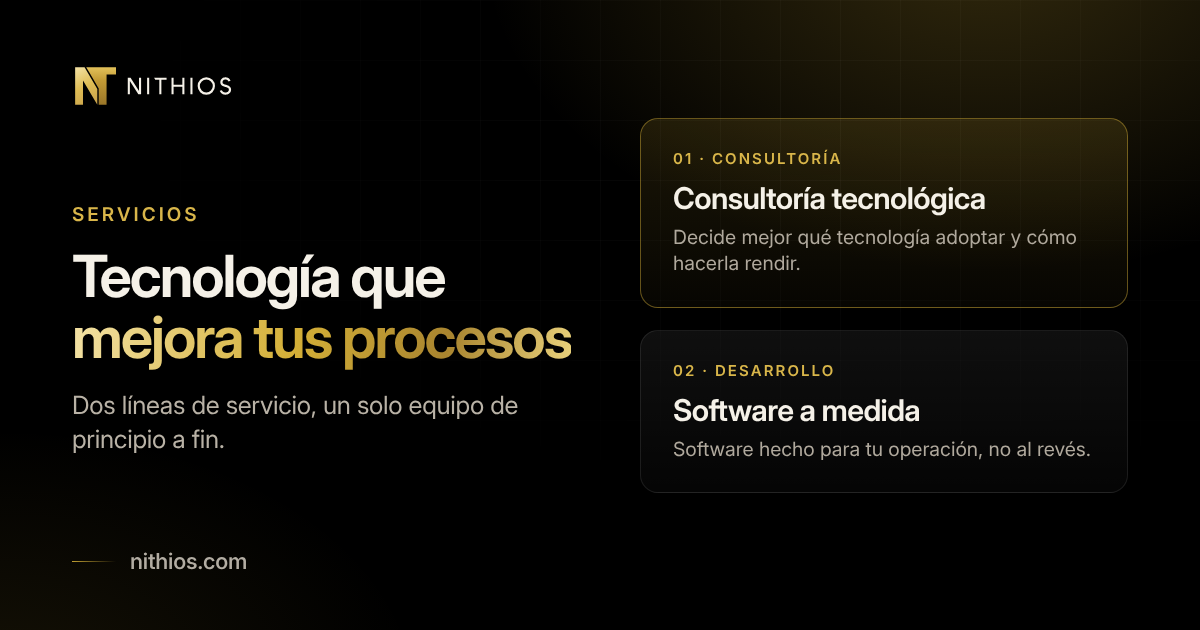 NITHIOS
SERVICIOS
Tecnología que
mejora tus procesos
Dos líneas de servicio, un solo equipo de
principio a fin.
nithios.com
01 · CONSULTORÍA
Consultoría tecnológica
Decide mejor qué tecnología adoptar y cómo
hacerla rendir.
02 · DESARROLLO
Software a medida
Software hecho para tu operación, no al revés.